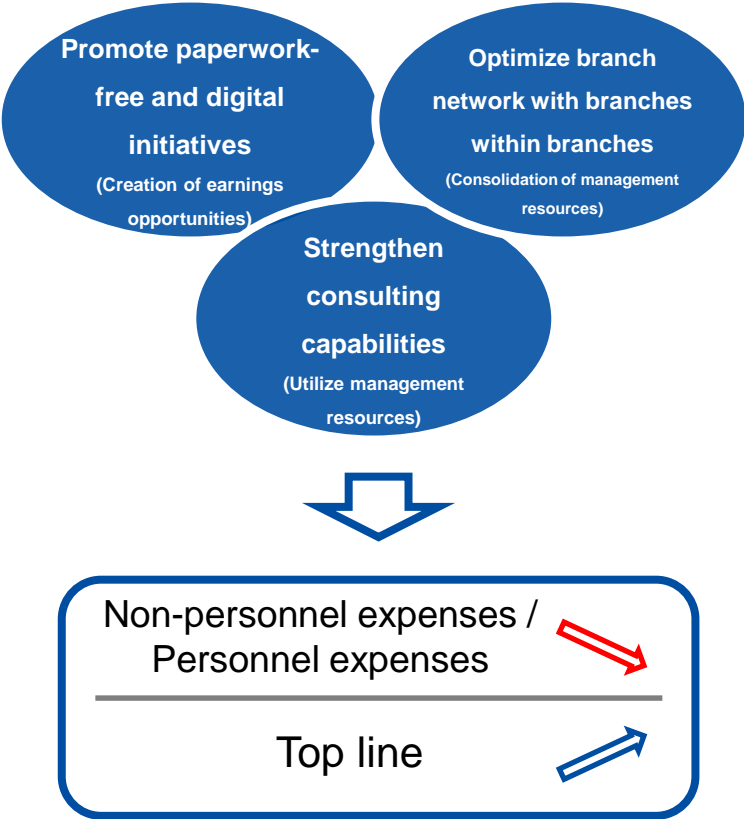 Promote paperwork-
free and digital
initiatives
(Creation of earnings
opportunities)
Optimize branch
network with branches
within branches
(Consolidation of management
resources)
Strengthen
consulting
capabilities
(Utilize management
resources)
Non-personnel expenses /
Personnel expenses
Top line